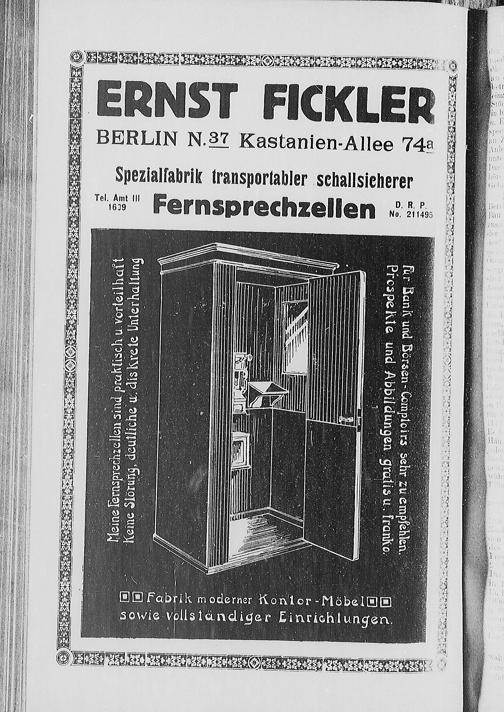 ERNST FICKLER
BERLIN N.37 Kastanien-Allee 74a
Spezialfabrik transportabler schallsicherer
Tel. Amt III
1639
Fernsprechzellen
D. R. P.
No. 211495
Meine Fernsprechzellen sind praktisch u. vorteilhaft
Keine Störung, deutliche u. diskrete Unterhaltung
Für Bank und Börsen-Comptoirs sehr zu empfehlen.
Prospekte und Abbildungen gratis u. franko.
Fabrik moderner Kontor-Möbel
sowie vollständiger Einrichtungen.